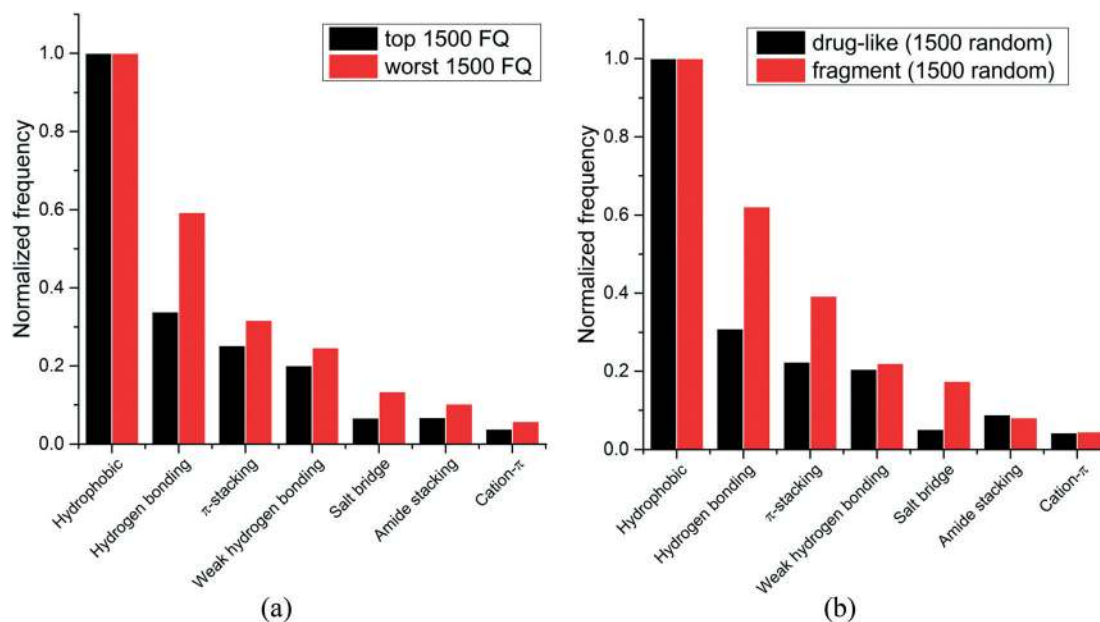 top 1500 FQ
worst 1500 FQ
Normalized frequency
1.0
0.8
0.6
0.4
0.2
0.0
Hydrophobic
Hydrogen bonding
π-stacking
Weak hydrogen bonding
Salt bridge
Amide stacking
Cation-π
(a)
drug-like (1500 random)
fragment (1500 random)
Normalized frequency
1.0
0.8
0.6
0.4
0.2
0.0
Hydrophobic
Hydrogen bonding
π-stacking
Weak hydrogen bonding
Salt bridge
Amide stacking
Cation-π
(b)